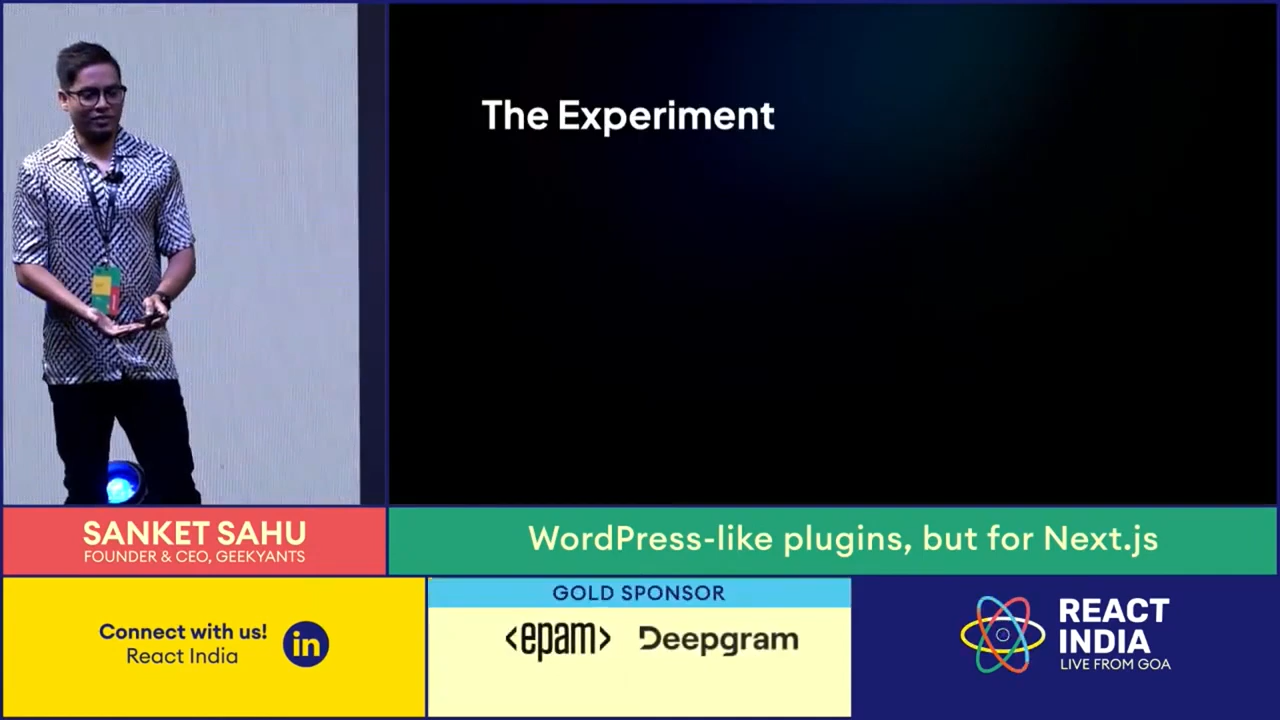 The Experiment
SANKET SAHU
FOUNDER & CEO, GEEKYANTS
WordPress-like plugins, but for Next.js
Connect with us!
React India
in
GOLD SPONSOR
<epam>
Deepgram
REACT
INDIA
LIVE FROM GOA